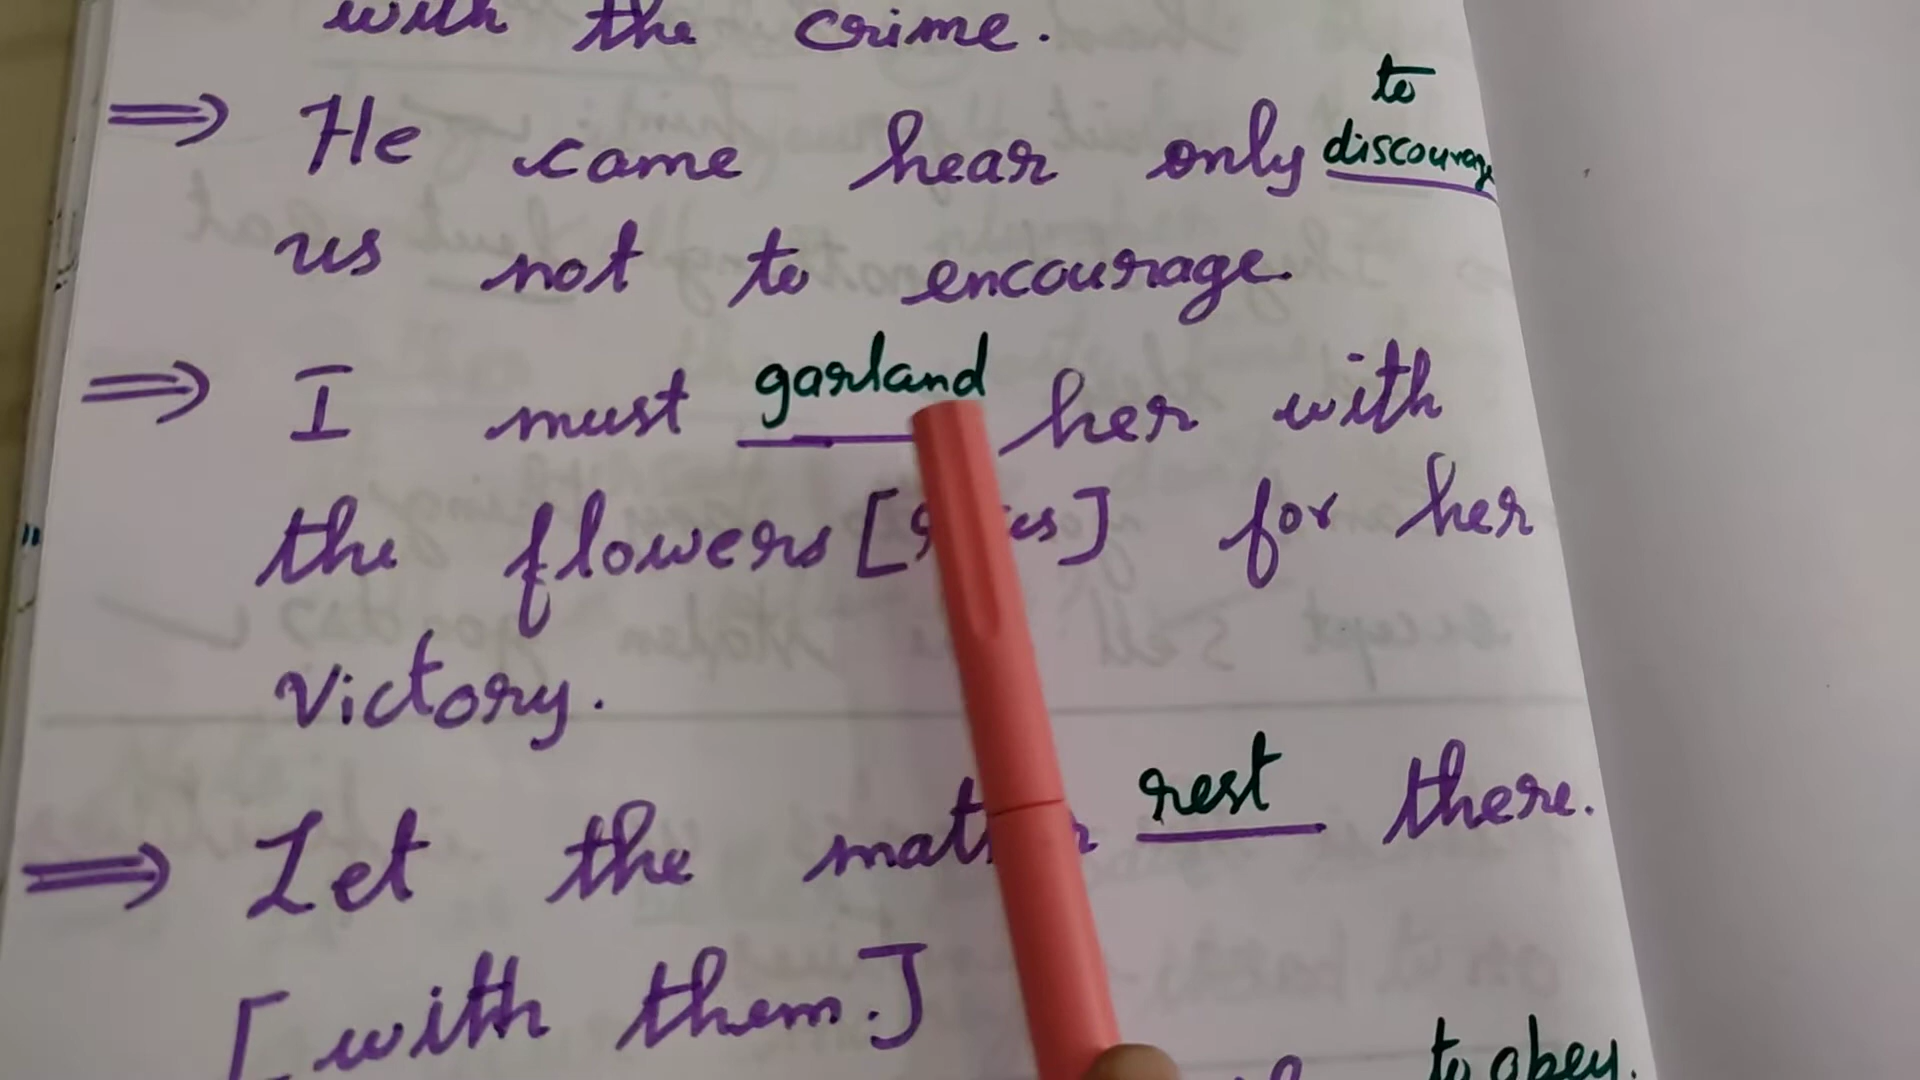 with the crime.
⇒ He came hear only to discourage
us not to encourage.
⇒ I must garland her with
the flowers [ ] for her
victory.
⇒ Let the rest there.
[with them.]
to obey.